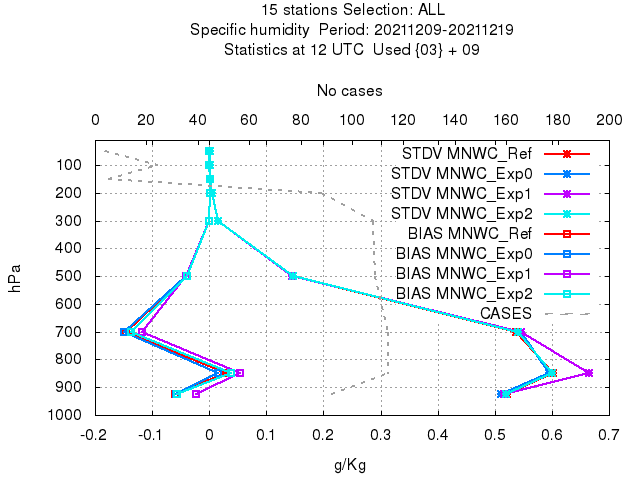 15 stations Selection: ALL
Specific humidity  Period: 20211209-20211219
Statistics at 12 UTC  Used {03} + 09
No cases
0 20 40 60 80 100 120 140 160 180 200
100
200
300
400
500
600
700
800
900
1000
hPa
STDV MNWC_Ref
STDV MNWC_Exp0
STDV MNWC_Exp1
STDV MNWC_Exp2
BIAS MNWC_Ref
BIAS MNWC_Exp0
BIAS MNWC_Exp1
BIAS MNWC_Exp2
CASES
-0.2 -0.1 0 0.1 0.2 0.3 0.4 0.5 0.6 0.7
g/Kg